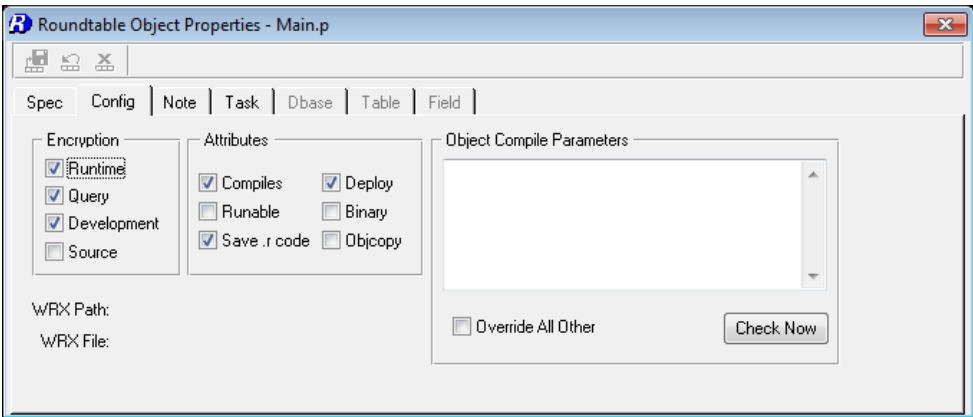 Roundtable Object Properties - Main.p
Spec Config Note Task Dbase Table Field
Encryption
Runtime
Query
Development
Source
Attributes
Compiles Deploy
Runable Binary
Save .r code Objcopy
Object Compile Parameters
Override All Other Check Now
WRX Path:
WRX File: